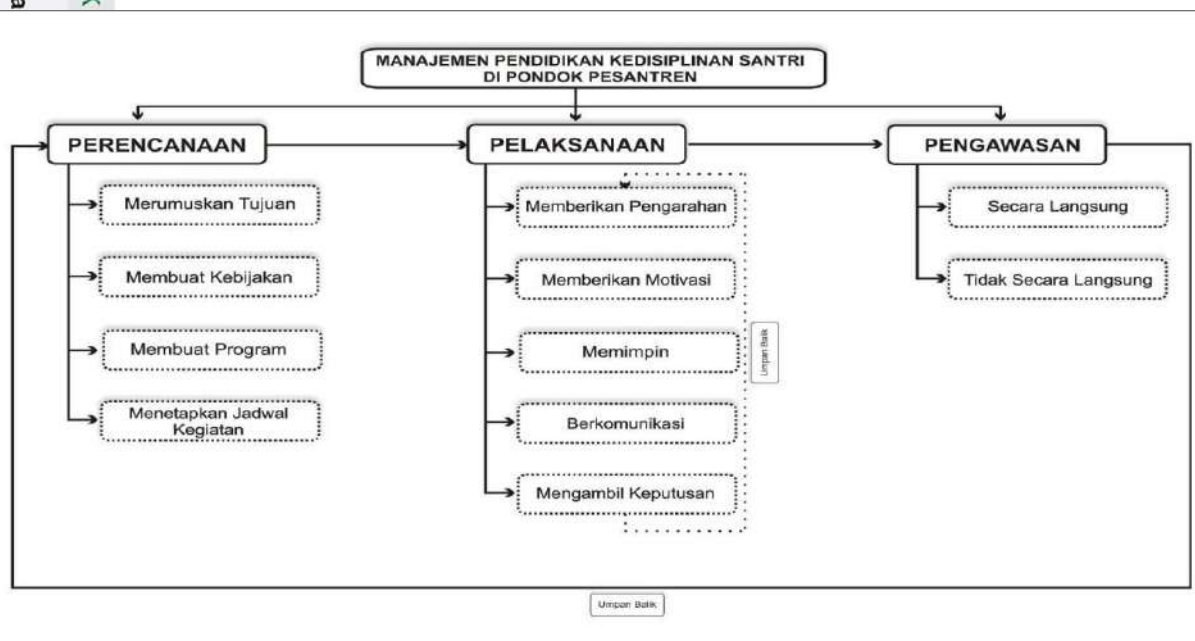 MANAJEMEN PENDIDIKAN KEDISIPLINAN SANTRI
DI PONDOK PESANTREN
PERENCANAAN
Merumuskan Tujuan
Membuat Kebijakan
Membuat Program
Menetapkan Jadwal
Kegiatan
PELAKSANAAN
Memberikan Pengarahan
Memberikan Motivasi
Memimpin
Berkomunikasi
Mengambil Keputusan
Umpan Balik
PENGAWASAN
Secara Langsung
Tidak Secara Langsung
Umpan Balik